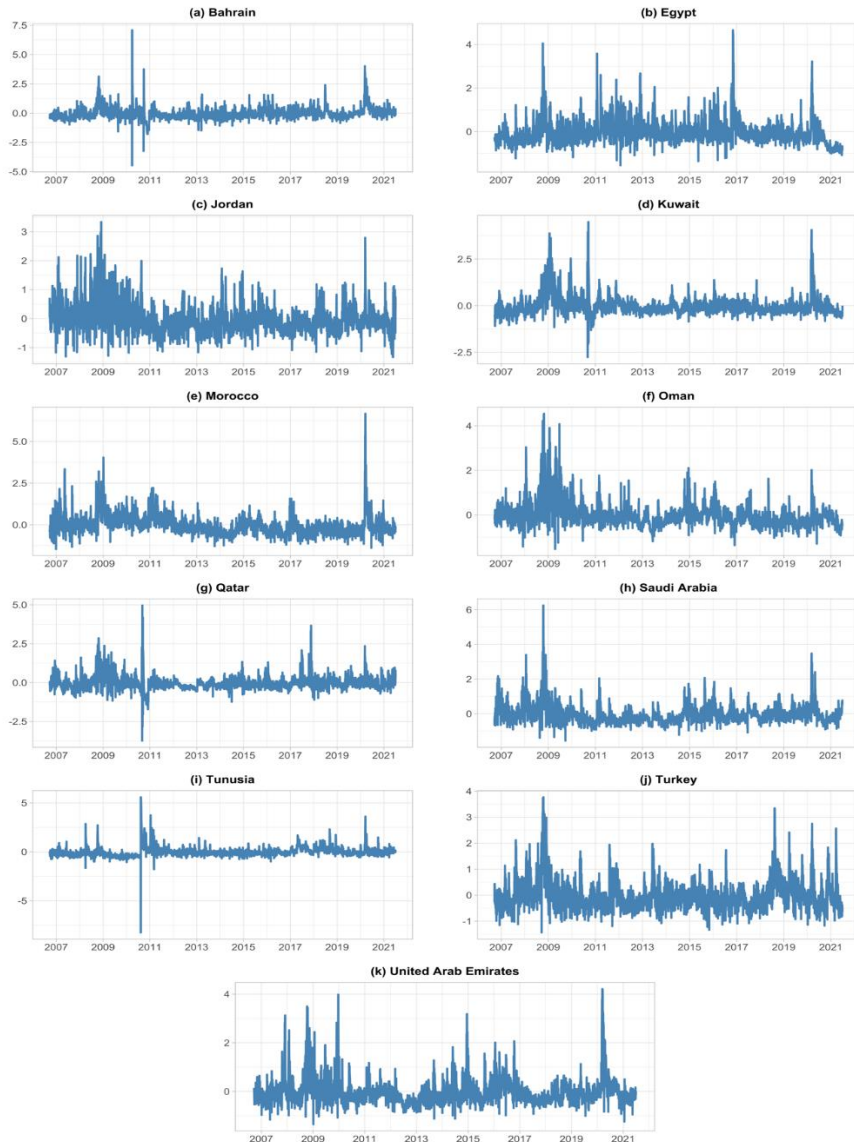 (a) Bahrain
7.5
5.0
2.5
0.0
-2.5
-5.0
2007 2009 2011 2013 2015 2017 2019 2021
(b) Egypt
4
2
0
2007 2009 2011 2013 2015 2017 2019 2021
(c) Jordan
3
2
1
0
-1
2007 2009 2011 2013 2015 2017 2019 2021
(d) Kuwait
2.5
0.0
-2.5
2007 2009 2011 2013 2015 2017 2019 2021
(e) Morocco
5.0
2.5
0.0
2007 2009 2011 2013 2015 2017 2019 2021
(f) Oman
4
2
0
2007 2009 2011 2013 2015 2017 2019 2021
(g) Qatar
5.0
2.5
0.0
-2.5
2007 2009 2011 2013 2015 2017 2019 2021
(h) Saudi Arabia
6
4
2
0
2007 2009 2011 2013 2015 2017 2019 2021
(i) Tunusia
5
0
-5
2007 2009 2011 2013 2015 2017 2019 2021
(j) Turkey
4
3
2
1
0
-1
2007 2009 2011 2013 2015 2017 2019 2021
(k) United Arab Emirates
4
2
0
2007 2009 2011 2013 2015 2017 2019 2021